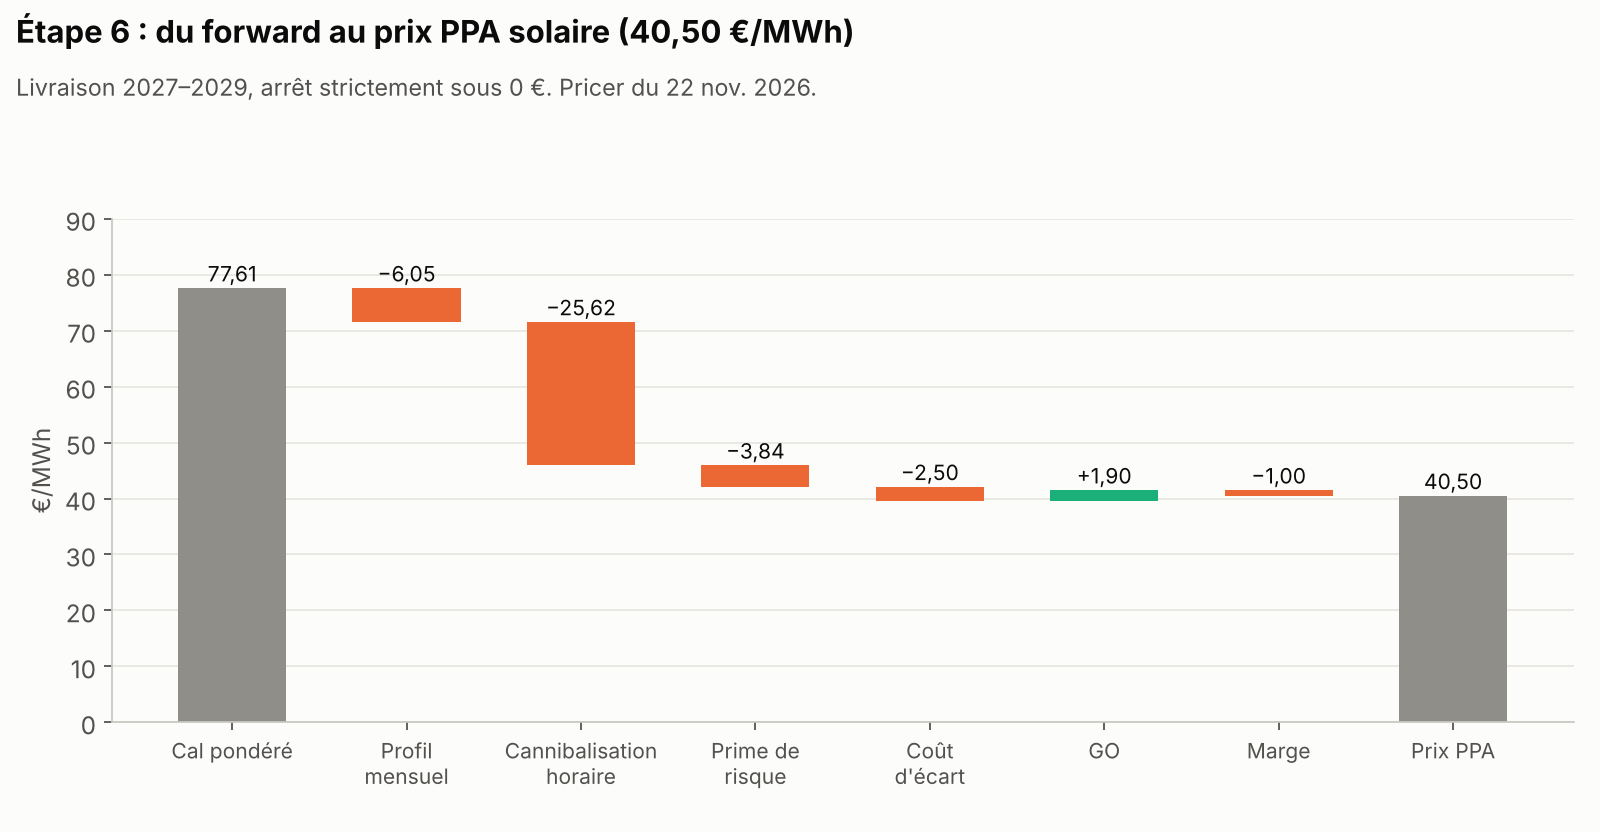 Étape 6 : du forward au prix PPA solaire (40,50 €/MWh)
Livraison 2027–2029, arrêt strictement sous 0 €. Pricer du 22 nov. 2026.
€/MWh
90
80
70
60
50
40
30
20
10
0
77,61
−6,05
−25,62
−3,84
−2,50
+1,90
−1,00
40,50
Cal pondéré
Profil
mensuel
Cannibalisation
horaire
Prime de
risque
Coût
d'écart
GO
Marge
Prix PPA